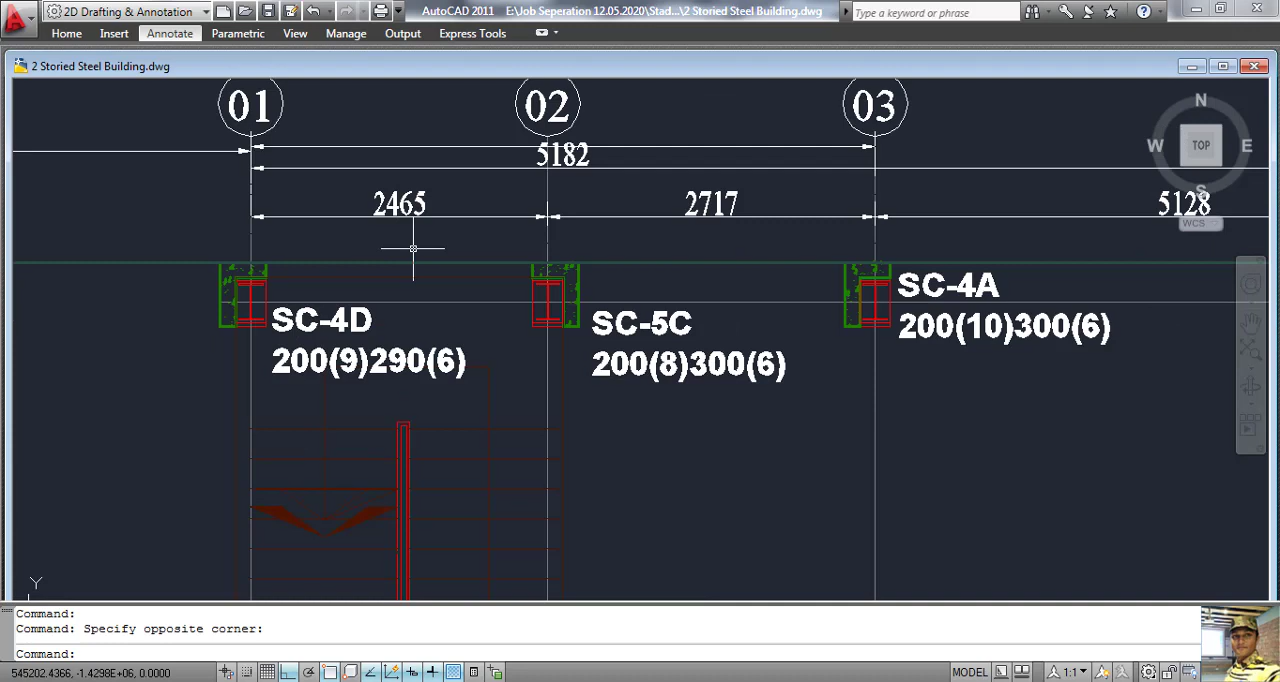 2D Drafting & Annotation
AutoCAD 2011 E:\Job Seperation 12.05.2020\Stad...\2 Storied Steel Building.dwg
Type a keyword or phrase
Home Insert Annotate Parametric View Manage Output Express Tools
2 Storied Steel Building.dwg
01 02 03
N
W TOP E
S
WCS
5182
2465 2717 5128
SC-4D
200(9)290(6)
SC-5C
200(8)300(6)
SC-4A
200(10)300(6)
Y
Command:
Command: Specify opposite corner:
Command:
545202.4366, -1.4298E+06, 0.0000
MODEL
1:1